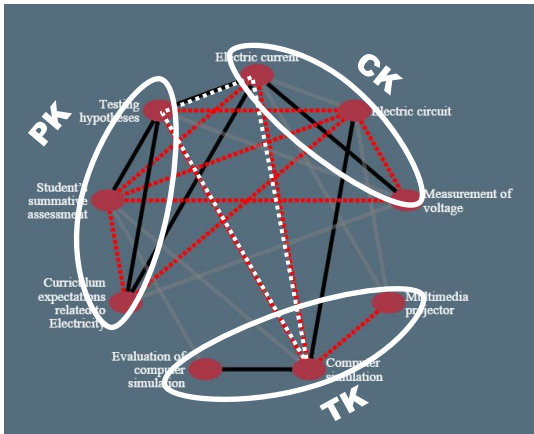 Electric current
CK
Testing
hypotheses
Electric circuit
PK
Student's
summative
assessment
Measurement of
voltage
Curriculum
expectations
related to
Electricity
Multimedia
projector
Evaluation of
computer
simulation
Computer
simulation
TK